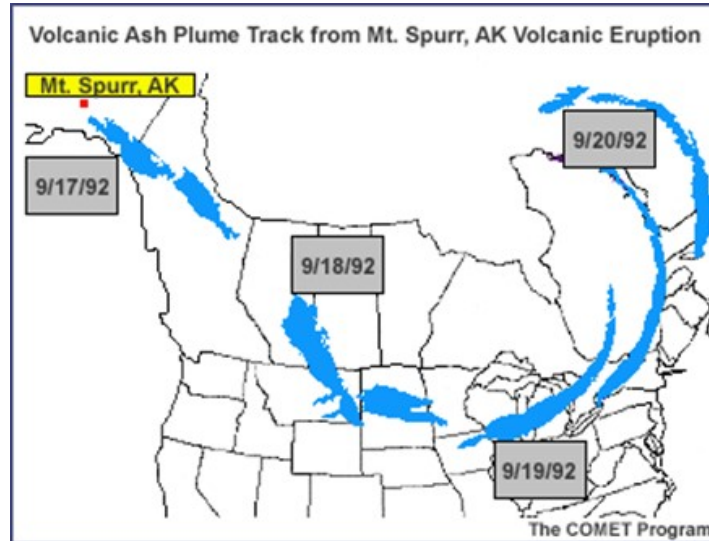 Volcanic Ash Plume Track from Mt. Spurr, AK Volcanic Eruption
Mt. Spurr, AK
9/20/92
9/17/92
9/18/92
9/19/92
The COMET Program